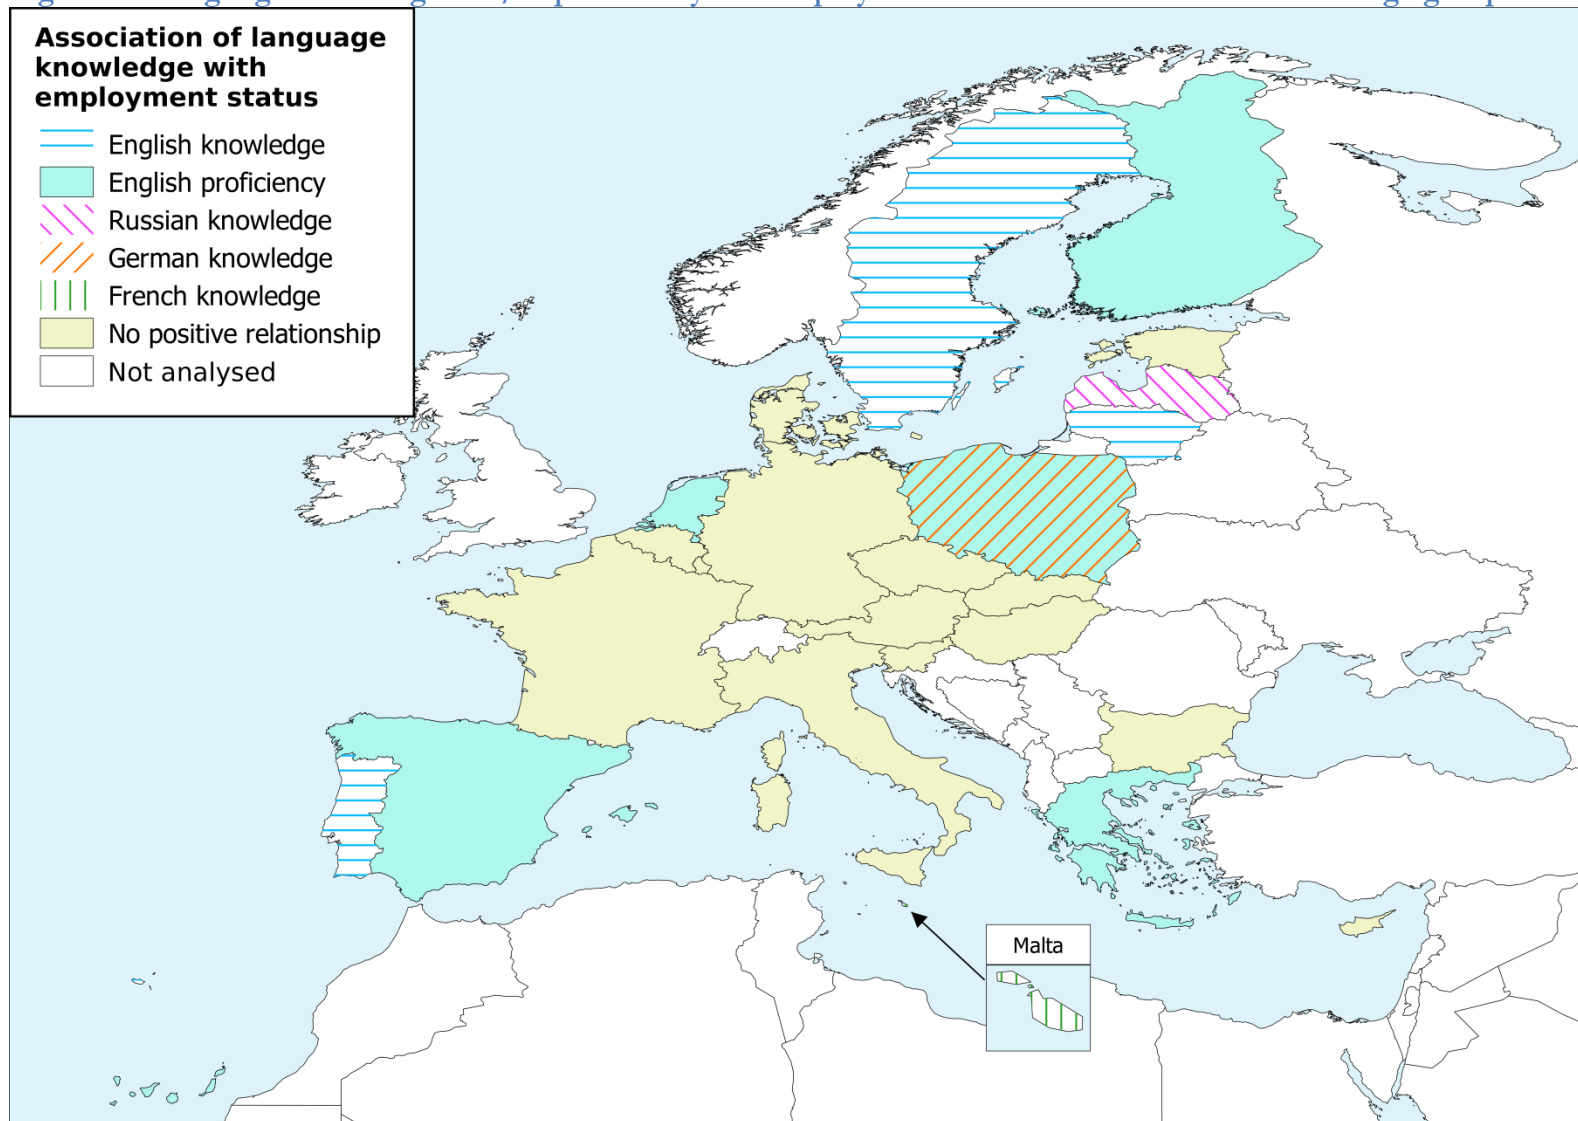 Association of language
knowledge with
employment status
English knowledge
English proficiency
Russian knowledge
German knowledge
French knowledge
No positive relationship
Not analysed
Malta